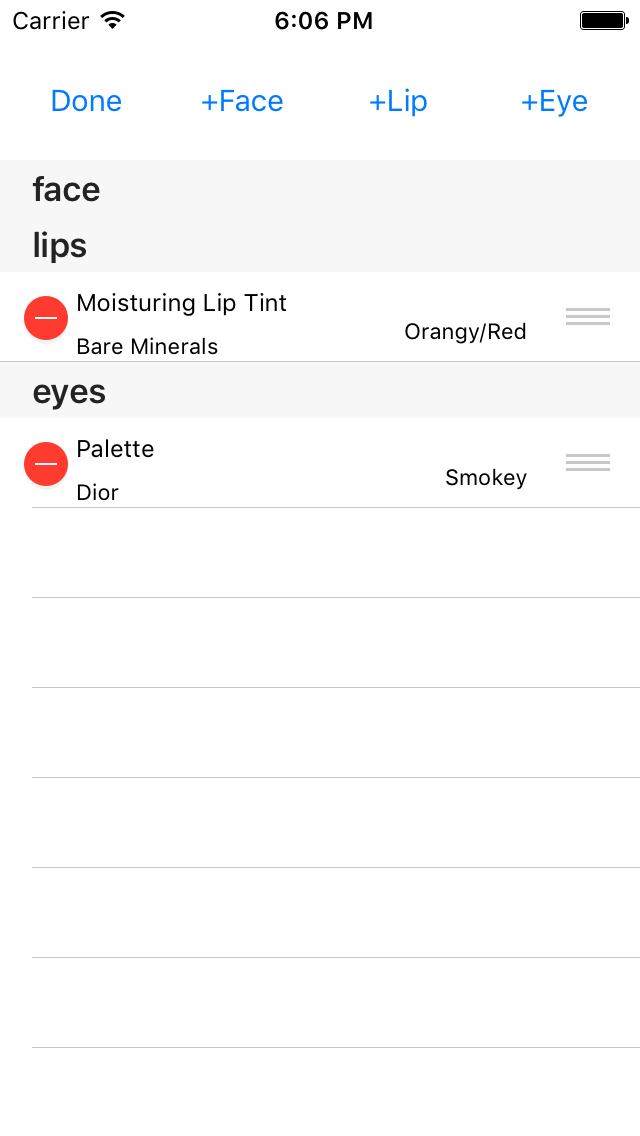 Carrier 6:06 PM
Done +Face +Lip +Eye
face
lips
Moisturing Lip Tint
Orangy/Red
Bare Minerals
eyes
Palette
Smokey
Dior